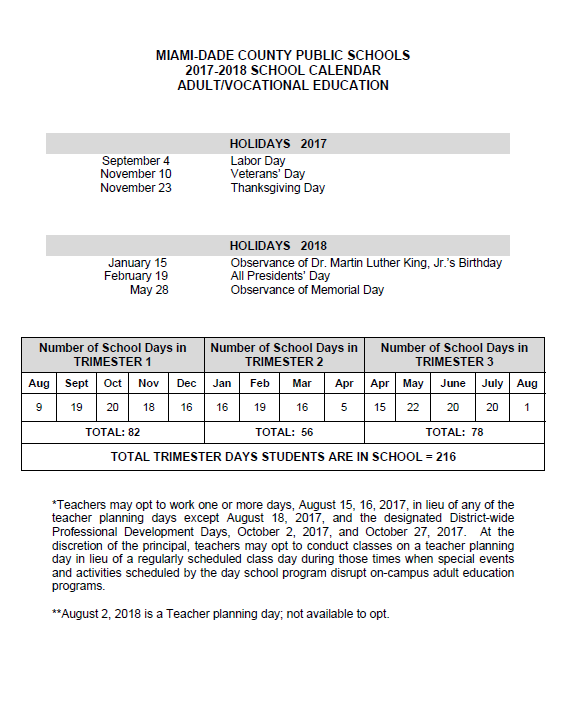 MIAMI-DADE COUNTY PUBLIC SCHOOLS
2017-2018 SCHOOL CALENDAR
ADULT/VOCATIONAL EDUCATION
HOLIDAYS 2017
September 4 Labor Day
November 10 Veterans' Day
November 23 Thanksgiving Day
HOLIDAYS 2018
January 15 Observance of Dr. Martin Luther King, Jr.'s Birthday
February 19 All Presidents' Day
May 28 Observance of Memorial Day
Number of School Days in TRIMESTER 1 Number of School Days in TRIMESTER 2 Number of School Days in TRIMESTER 3
Aug Sept Oct Nov Dec Jan Feb Mar Apr Apr May June July Aug
9 19 20 18 16 16 19 16 5 15 22 20 20 1
TOTAL: 82 TOTAL: 56 TOTAL: 78
TOTAL TRIMESTER DAYS STUDENTS ARE IN SCHOOL = 216
*Teachers may opt to work one or more days, August 15, 16, 2017, in lieu of any of the
teacher planning days except August 18, 2017, and the designated District-wide
Professional Development Days, October 2, 2017, and October 27, 2017. At the
discretion of the principal, teachers may opt to conduct classes on a teacher planning
day in lieu of a regularly scheduled class day during those times when special events
and activities scheduled by the day school program disrupt on-campus adult education
programs.
**August 2, 2018 is a Teacher planning day; not available to opt.